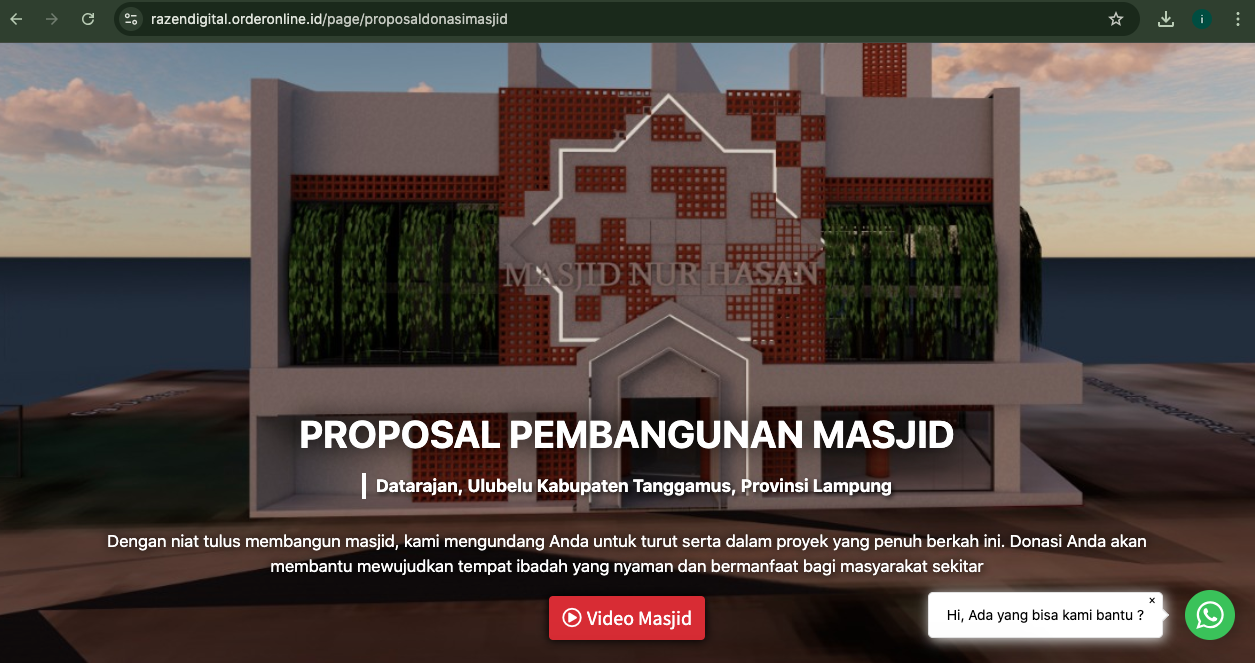 razendigital.orderonline.id/page/proposaldonasimasjid
i
MASJID NUR HASAN
PROPOSAL PEMBANGUNAN MASJID
Datarajan, Ulubelu Kabupaten Tanggamus, Provinsi Lampung
Dengan niat tulus membangun masjid, kami mengundang Anda untuk turut serta dalam proyek yang penuh berkah ini. Donasi Anda akan
membantu mewujudkan tempat ibadah yang nyaman dan bermanfaat bagi masyarakat sekitar
Video Masjid
×
Hi, Ada yang bisa kami bantu ?